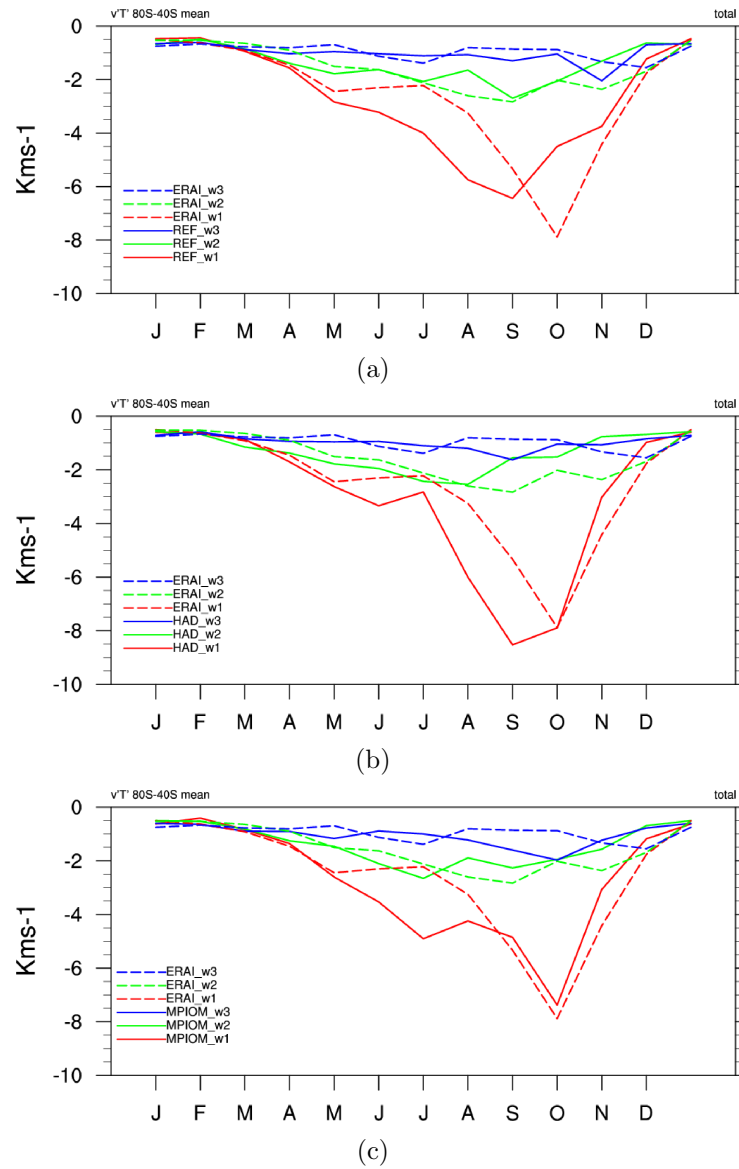 v'T' 80S-40S mean total
0
-2
-4
-6
-8
-10
Kms-1
ERAI_w3
ERAI_w2
ERAI_w1
REF_w3
REF_w2
REF_w1
J F M A M J J A S O N D
(a)
v'T' 80S-40S mean total
0
-2
-4
-6
-8
-10
Kms-1
ERAI_w3
ERAI_w2
ERAI_w1
HAD_w3
HAD_w2
HAD_w1
J F M A M J J A S O N D
(b)
v'T' 80S-40S mean total
0
-2
-4
-6
-8
-10
Kms-1
ERAI_w3
ERAI_w2
ERAI_w1
MPIOM_w3
MPIOM_w2
MPIOM_w1
J F M A M J J A S O N D
(c)